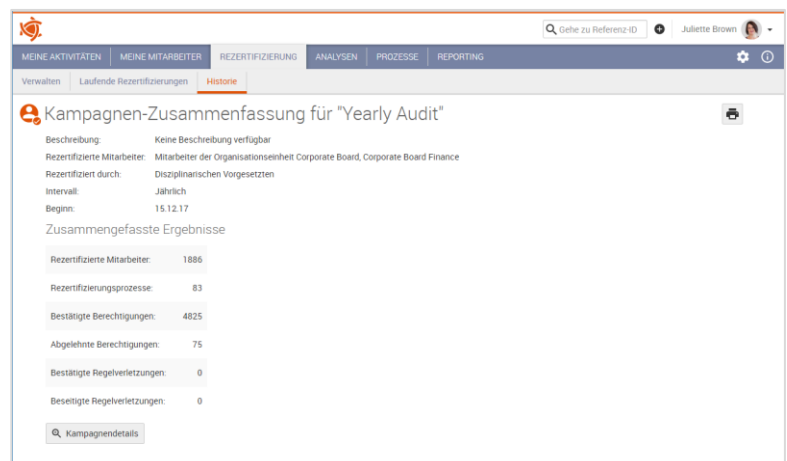 Gehe zu Referenz-ID Juliette Brown
MEINE AKTIVITÄTEN MEINE MITARBEITER REZERTIFIZIERUNG ANALYSEN PROZESSE REPORTING
Verwalten Laufende Rezertifizierungen Historie
Kampagnen-Zusammenfassung für "Yearly Audit"
Beschreibung: Keine Beschreibung verfügbar
Rezertifizierte Mitarbeiter: Mitarbeiter der Organisationseinheit Corporate Board, Corporate Board Finance
Rezertifiziert durch: Disziplinarischen Vorgesetzten
Intervall: Jährlich
Beginn: 15.12.17
Zusammengefasste Ergebnisse
Rezertifizierte Mitarbeiter: 1886
Rezertifizierungsprozesse: 83
Bestätigte Berechtigungen: 4825
Abgelehnte Berechtigungen: 75
Bestätigte Regelverletzungen: 0
Beseitigte Regelverletzungen: 0
Kampagnendetails